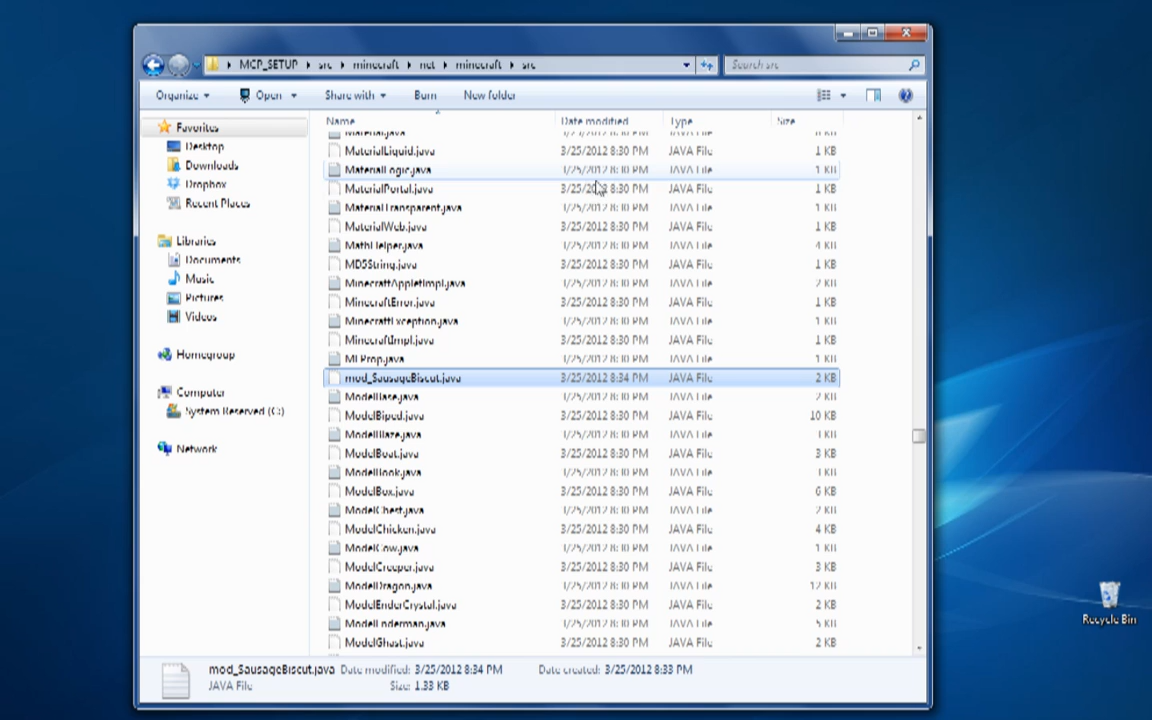 MCP_SETUP src minecraft net minecraft src Search src
Organize Open Share with Burn New folder
Name Date modified Type Size
Favorites
Desktop
Downloads
Dropbox
Recent Places
Libraries
Documents
Music
Pictures
Videos
Homegroup
Computer
System Reserved (C:)
Network
Material.java
MaterialLiquid.java 3/25/2012 8:30 PM JAVA File 1 KB
MaterialLogic.java 3/25/2012 8:30 PM JAVA File 1 KB
MaterialPortal.java 3/25/2012 8:30 PM JAVA File 1 KB
MaterialTransparent.java 3/25/2012 8:30 PM JAVA File 1 KB
MaterialWeb.java 3/25/2012 8:30 PM JAVA File 1 KB
MathHelper.java 3/25/2012 8:30 PM JAVA File 4 KB
MD5String.java 3/25/2012 8:30 PM JAVA File 1 KB
MinecraftAppletImpl.java 3/25/2012 8:30 PM JAVA File 2 KB
MinecraftError.java 3/25/2012 8:30 PM JAVA File 1 KB
MinecraftException.java 3/25/2012 8:30 PM JAVA File 1 KB
MinecraftImpl.java 3/25/2012 8:30 PM JAVA File 1 KB
MLProp.java 3/25/2012 8:30 PM JAVA File 1 KB
mod_SausageBiscut.java 3/25/2012 8:34 PM JAVA File 2 KB
ModelBase.java 3/25/2012 8:30 PM JAVA File 2 KB
ModelBiped.java 3/25/2012 8:30 PM JAVA File 10 KB
ModelBlaze.java 3/25/2012 8:30 PM JAVA File 3 KB
ModelBoat.java 3/25/2012 8:30 PM JAVA File 3 KB
ModelBook.java 3/25/2012 8:30 PM JAVA File 3 KB
ModelBox.java 3/25/2012 8:30 PM JAVA File 6 KB
ModelChest.java 3/25/2012 8:30 PM JAVA File 2 KB
ModelChicken.java 3/25/2012 8:30 PM JAVA File 4 KB
ModelCow.java 3/25/2012 8:30 PM JAVA File 1 KB
ModelCreeper.java 3/25/2012 8:30 PM JAVA File 3 KB
ModelDragon.java 3/25/2012 8:30 PM JAVA File 12 KB
ModelEnderCrystal.java 3/25/2012 8:30 PM JAVA File 2 KB
ModelEnderman.java 3/25/2012 8:30 PM JAVA File 5 KB
ModelGhast.java 3/25/2012 8:30 PM JAVA File 2 KB
mod_SausageBiscut.java Date modified: 3/25/2012 8:34 PM Date created: 3/25/2012 8:33 PM
JAVA File Size: 1.33 KB
Recycle Bin